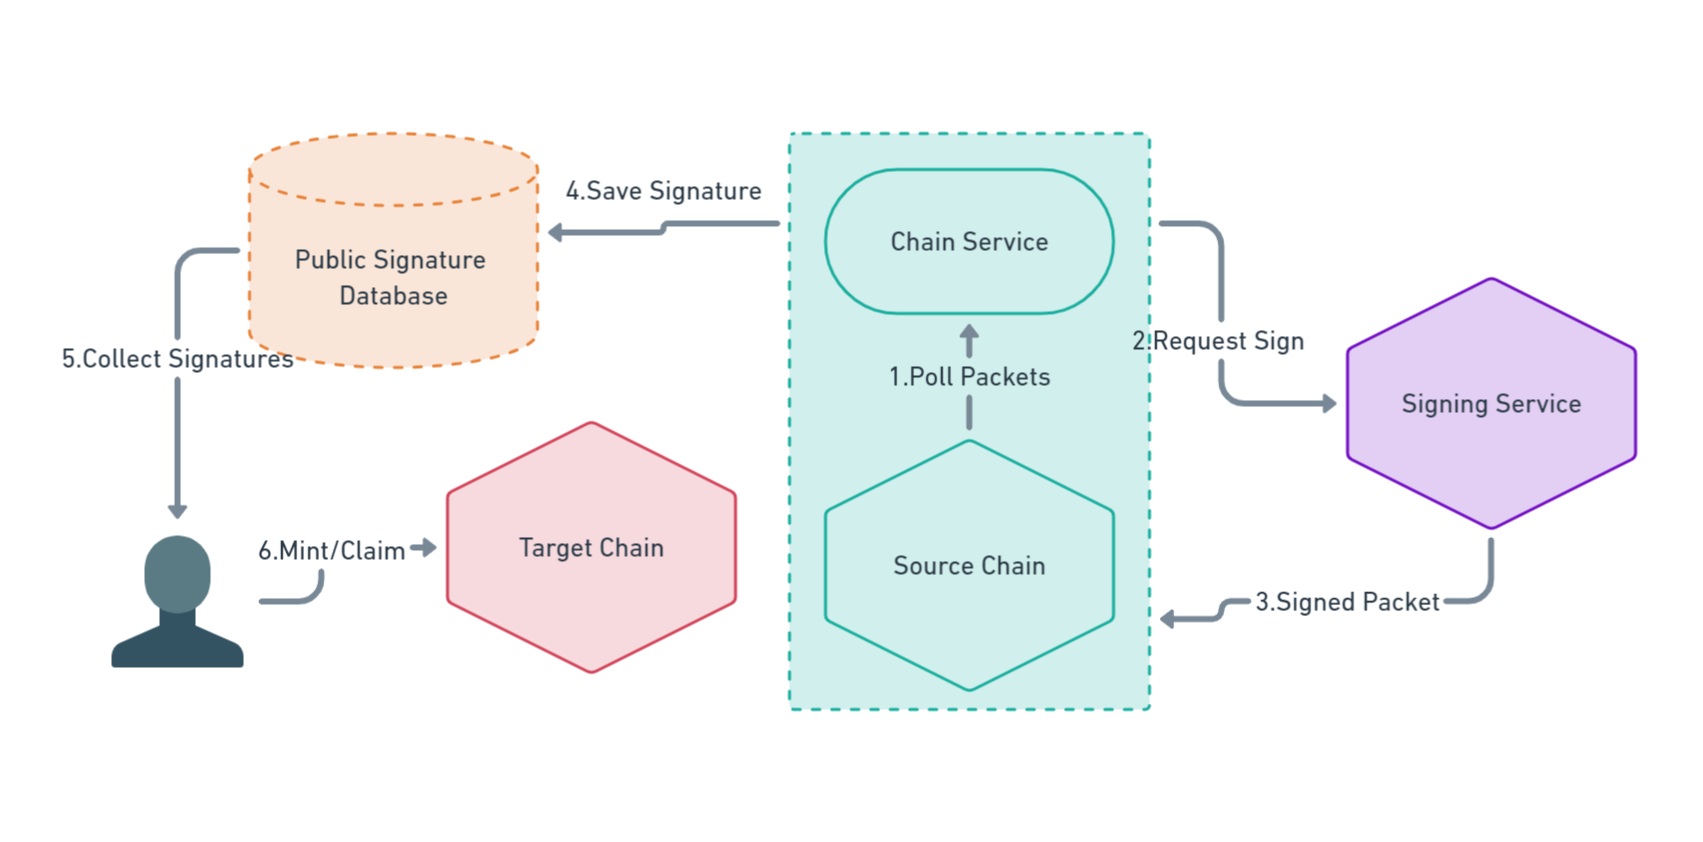 4.Save Signature
Chain Service
Public Signature
Database
2.Request Sign
5.Collect Signatures
1.Poll Packets
Signing Service
6.Mint/Claim
Target Chain
Source Chain
3.Signed Packet